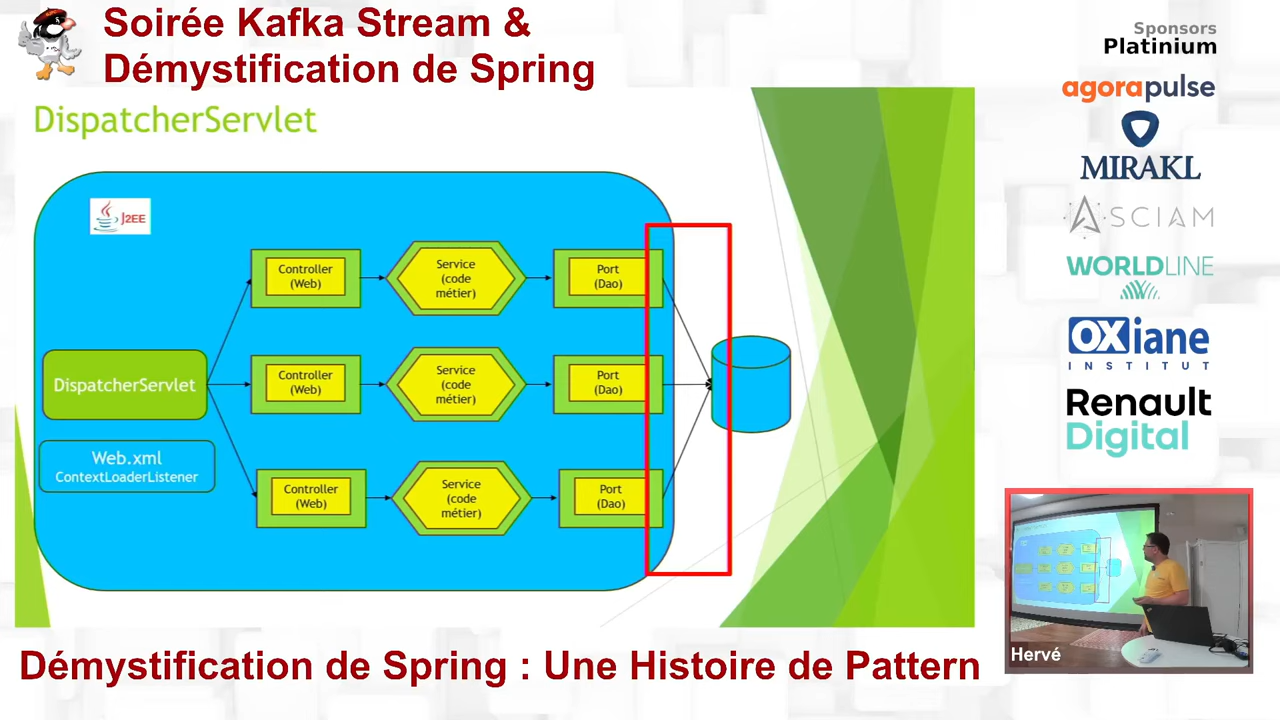 Soirée Kafka Stream &
Démystification de Spring
Sponsors
Platinium
agorapulse
MIRAKL
ASCIAM
WORLDLINE
OXiane
INSTITUT
Renault
Digital
DispatcherServlet
J2EE
Controller
(Web)
Service
(code
métier)
Port
(Dao)
DispatcherServlet
Controller
(Web)
Service
(code
métier)
Port
(Dao)
Web.xml
ContextLoaderListener
Controller
(Web)
Service
(code
métier)
Port
(Dao)
Hervé
Démystification de Spring : Une Histoire de Pattern